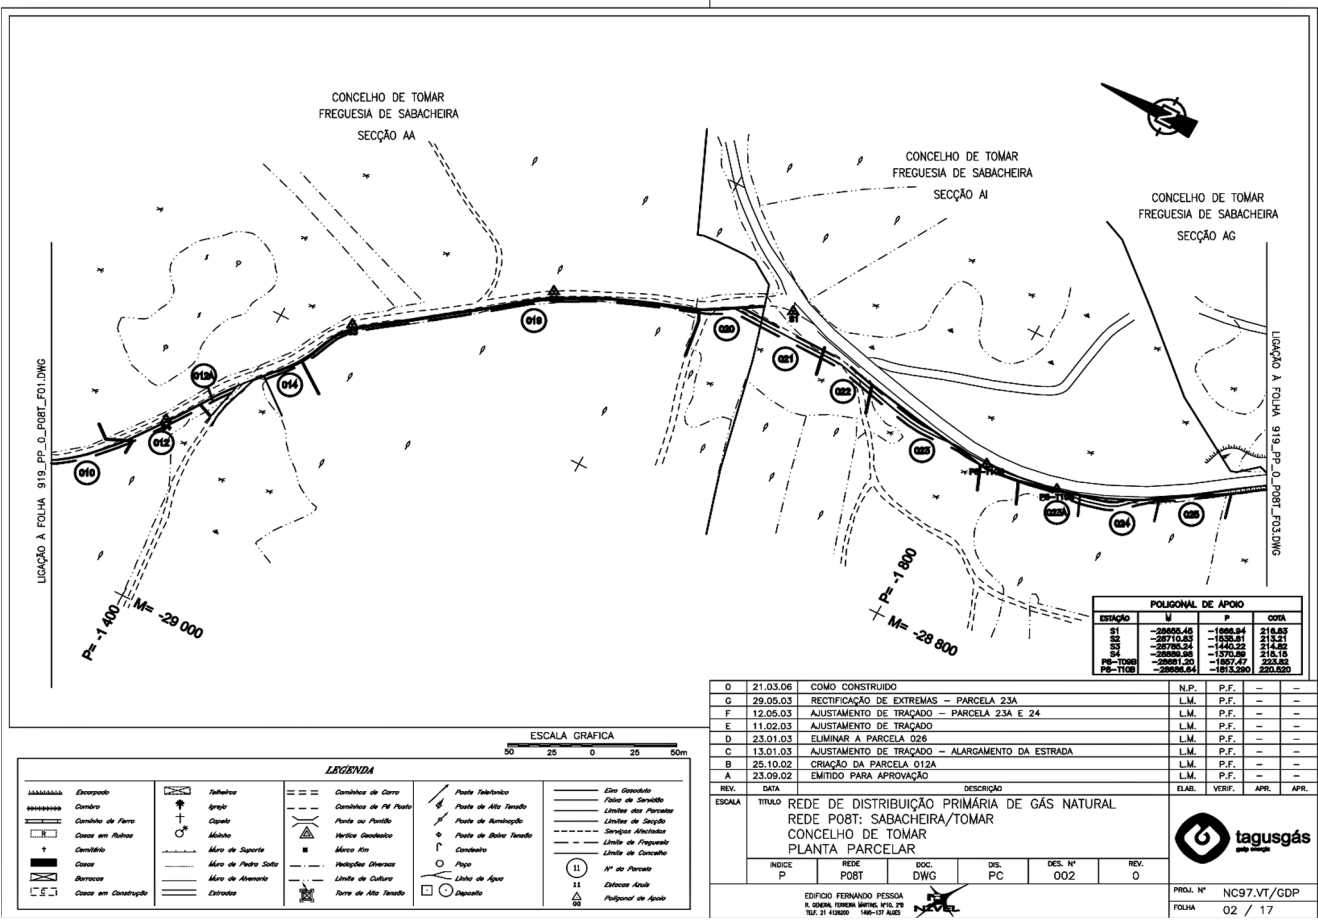 CONCELHO DE TOMAR
FREGUESIA DE SABACHEIRA
SECÇÃO AA
CONCELHO DE TOMAR
FREGUESIA DE SABACHEIRA
SECÇÃO AI
CONCELHO DE TOMAR
FREGUESIA DE SABACHEIRA
SECÇÃO AG
N
LIGAÇÃO À FOLHA 919_PP_0_P08T_F01.DWG
LIGAÇÃO À FOLHA 919_PP_0_P08T_F03.DWG
010
012
012A
014
019
020
021
S1
022
023
023A
024
025
P= -1 400
M= -29 000
P= -1 800
M= -28 800
POLIGONAL DE APOIO
ESTAÇÃO M P COTA
S1
S2
S3
S4
P8-T09B
P8-T10B
0 21.03.06 COMO CONSTRUIDO N.P. P.F. – –
G 29.05.03 RECTIFICAÇÃO DE EXTREMAS – PARCELA 23A L.M. P.F. – –
F 12.05.03 AJUSTAMENTO DE TRAÇADO – PARCELA 23A E 24 L.M. P.F. – –
E 11.02.03 AJUSTAMENTO DE TRAÇADO L.M. P.F. – –
D 23.01.03 ELIMINAR A PARCELA 026 L.M. P.F. – –
C 13.01.03 AJUSTAMENTO DE TRAÇADO – ALARGAMENTO DA ESTRADA L.M. P.F. – –
B 25.10.02 CRIAÇÃO DA PARCELA 012A L.M. P.F. – –
A 23.09.02 EMITIDO PARA APROVAÇÃO L.M. P.F. – –
REV. DATA DESCRIÇÃO ELAB. VERIF. APR. APR.
ESCALA GRAFICA
50 25 0 25 50m
LEGENDA
Escarpado
Combro
Caminho de Ferro
R Casas em Ruinas
Cemitério
Casas
Barracas
C.E.C. Casas em Construção
Telheiros
Igreja
Capela
Moinho
Muro de Suporte
Muro de Pedra Solta
Muro de Alvenaria
Estradas
Caminhos de Carro
Caminhos de Pé Posto
Ponte ou Pontão
Vertice Geodesico
Marco Km
Vedações Diversas
Limite de Cultura
Torre de Alta Tensão
Poste Telefonico
Poste de Alta Tensão
Poste de Iluminação
Poste de Baixa Tensão
Candeeiro
Poço
Linha de Agua
Deposito
Eixo Gasoduto
Faixa de Servidão
Limites das Parcelas
Limites de Secção
Serviços Afectados
Limite de Freguesia
Limite de Concelho
11 Nº da Parcela
11 Estacas Azuis
Poligonal de Apoio
ESCALA
TITULO REDE DE DISTRIBUIÇÃO PRIMÁRIA DE GÁS NATURAL
REDE P08T: SABACHEIRA/TOMAR
CONCELHO DE TOMAR
PLANTA PARCELAR
INDICE REDE DOC. DIS. DES. Nº REV.
P P08T DWG PC 002 0
tagusgás
galp energia
EDIFICIO FERNANDO PESSOA
NIVEL
PROJ. Nº NC97.VT/GDP
FOLHA 02 / 17